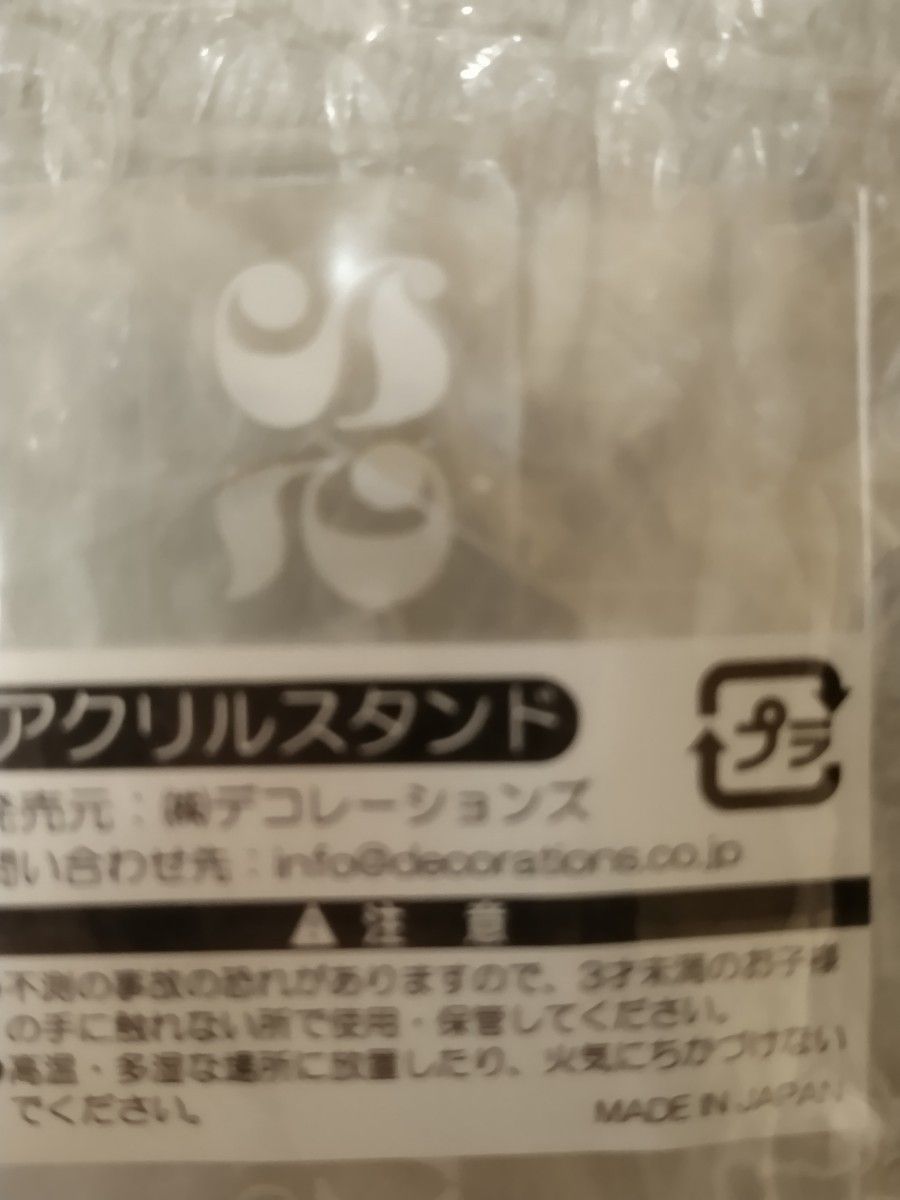 アクリルスタンド
プラ
発売元：㈱デコレーションズ
問い合わせ先：info@decorations.co.jp
注 意
●不測の事故の恐れがありますので、3才未満のお子様
の手に触れない所で使用・保管してください。
●高温・多湿な場所に放置したり、火気にちかづけない
でください。
MADE IN JAPAN